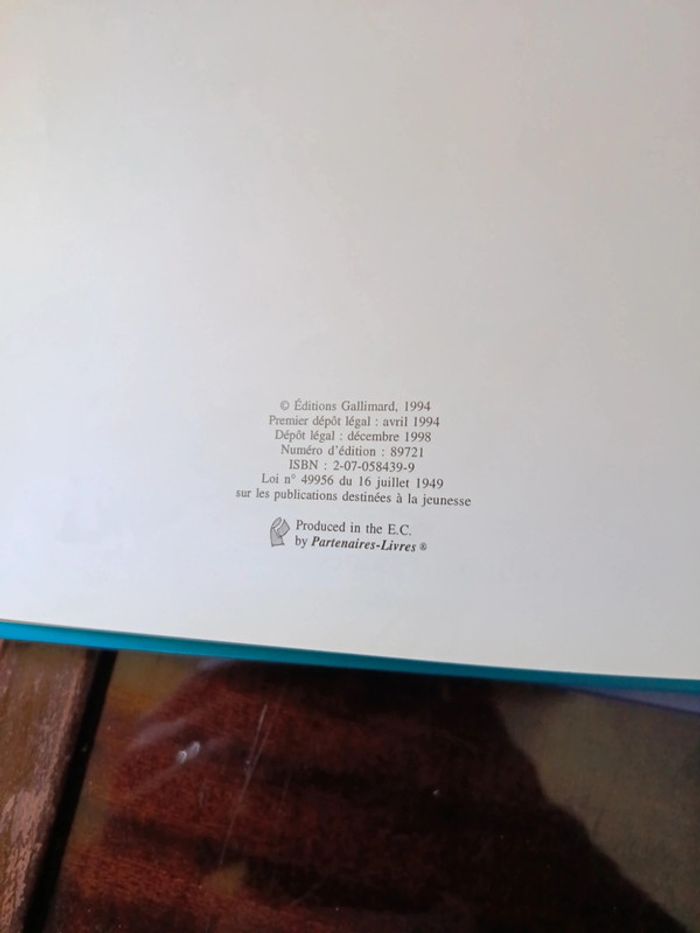 © Éditions Gallimard, 1994
Premier dépôt légal : avril 1994
Dépôt légal : décembre 1998
Numéro d'édition : 89721
ISBN : 2-07-058439-9
Loi n° 49956 du 16 juillet 1949
sur les publications destinées à la jeunesse
Produced in the E.C.
by Partenaires-Livres ®